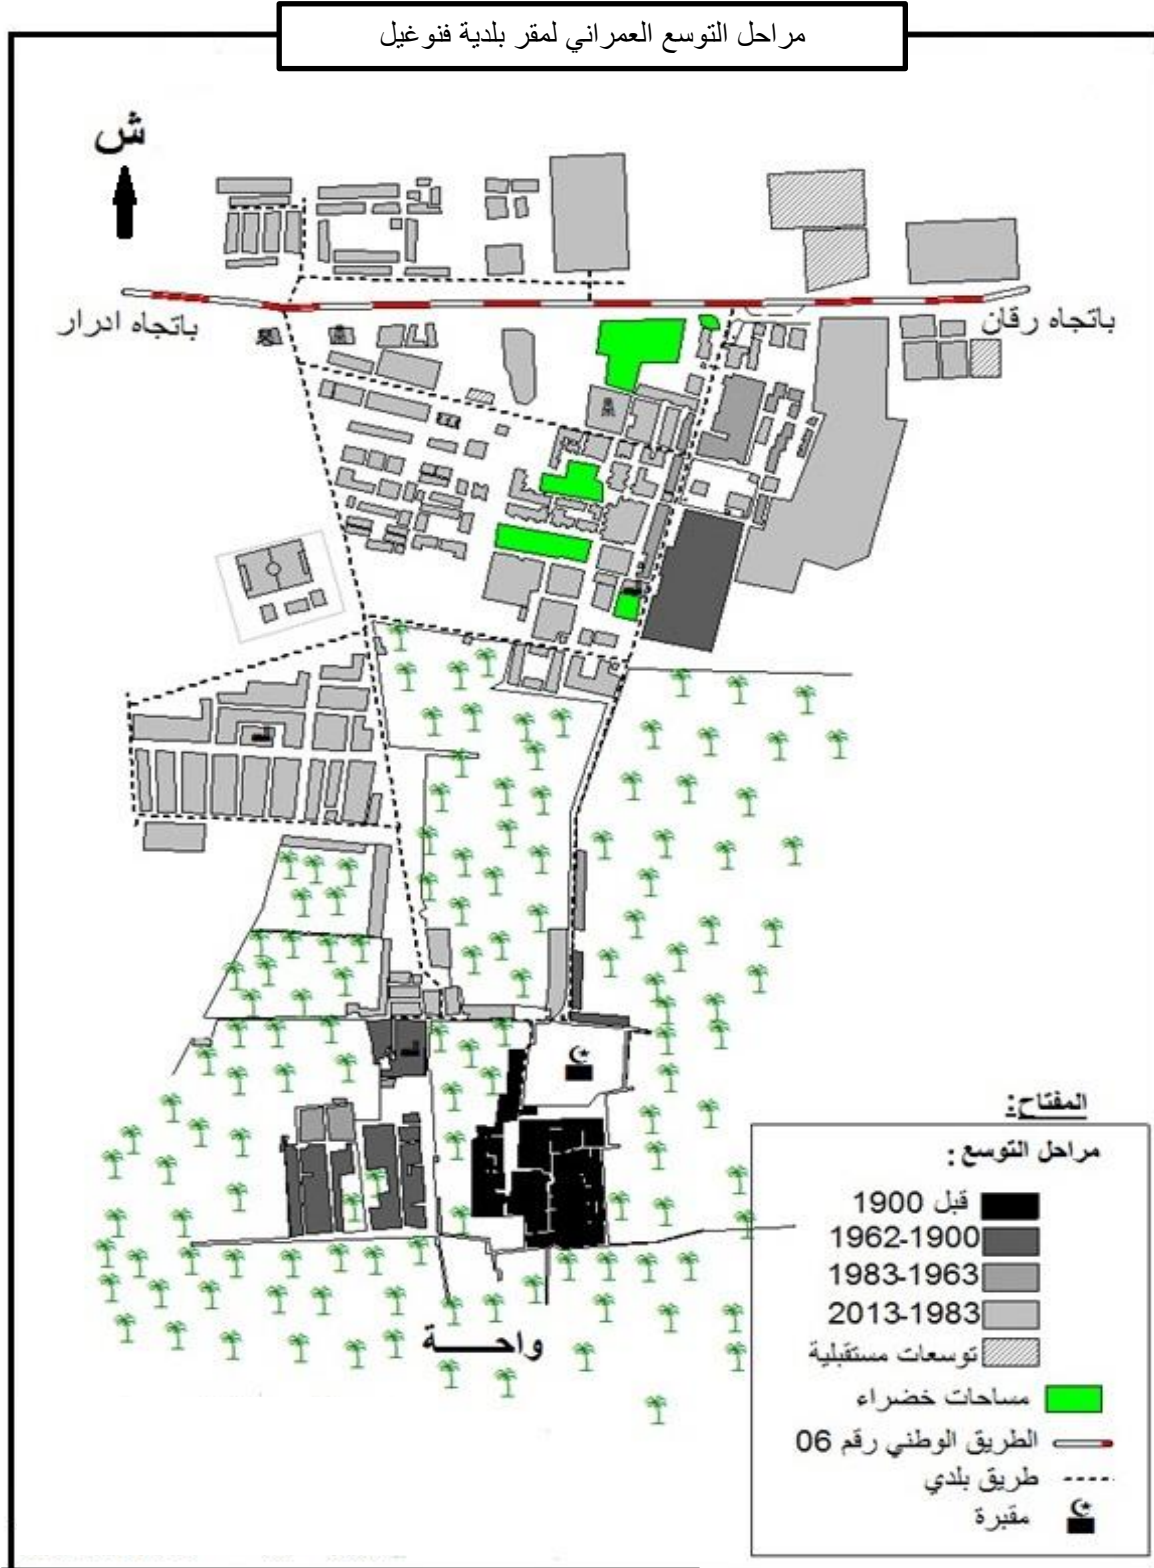 مراحل التوسع العمراني لمقر بلدية فنوغيل
ش
باتجاه ادرار
باتجاه رقان
واحـــــة
المفتاح:
مراحل التوسع :
قبل 1900
1962-1900
1983-1963
2013-1983
توسعات مستقبلية
مساحات خضراء
الطريق الوطني رقم 06
طريق بلدي
مقبرة